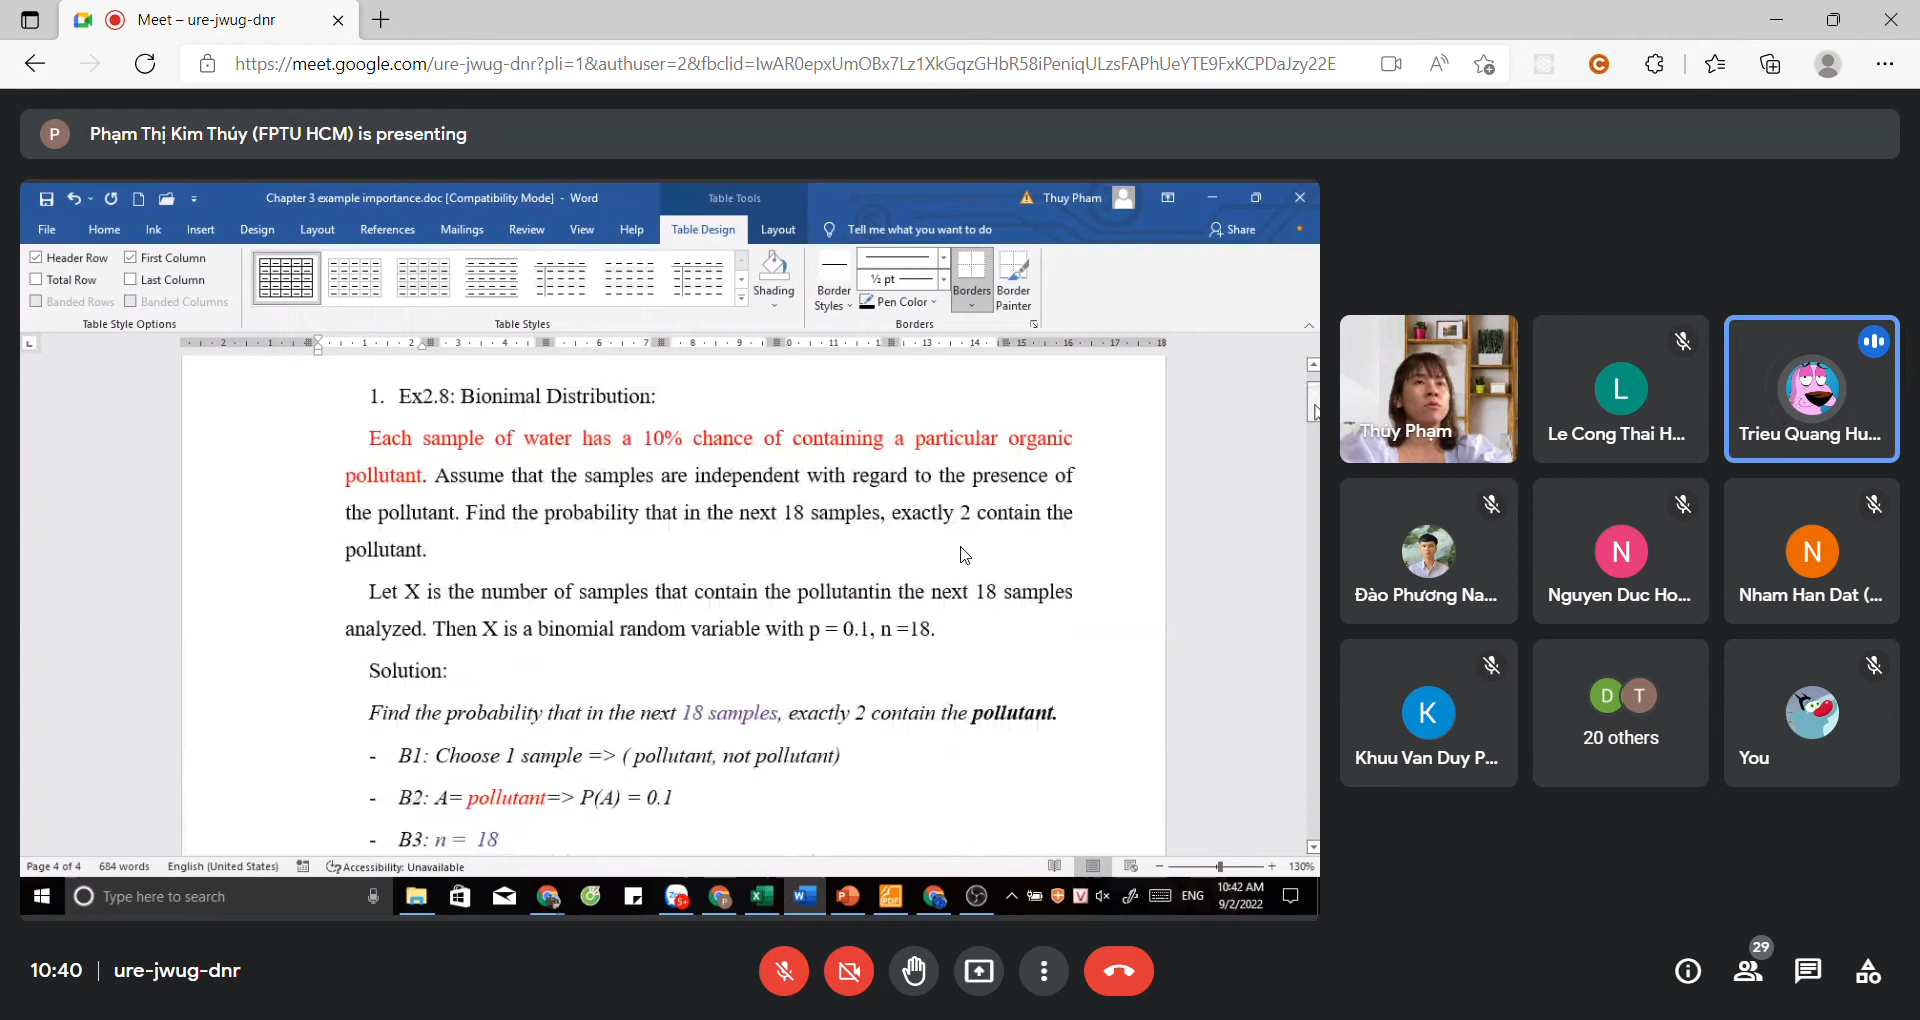 Meet – ure-jwug-dnr
https://meet.google.com/ure-jwug-dnr?pli=1&authuser=2&fbclid=IwAR0epxUmOBx7Lz1XkGqzGHbR58iPeniqULzsFAPhUeYTE9FxKCPDaJzy22E
P Phạm Thị Kim Thúy (FPTU HCM) is presenting
Chapter 3 example importance.doc [Compatibility Mode] - Word Table Tools Thuy Pham
File Home Ink Insert Design Layout References Mailings Review View Help Table Design Layout Tell me what you want to do Share
Header Row First Column
Total Row Last Column
Banded Rows Banded Columns
Table Style Options
Table Styles
Shading
Border Styles
½ pt
Pen Color
Borders
Border Painter
Borders
1. Ex2.8: Bionimal Distribution:
Each sample of water has a 10% chance of containing a particular organic
pollutant. Assume that the samples are independent with regard to the presence of
the pollutant. Find the probability that in the next 18 samples, exactly 2 contain the
pollutant.
Let X is the number of samples that contain the pollutantin the next 18 samples
analyzed. Then X is a binomial random variable with p = 0.1, n =18.
Solution:
Find the probability that in the next 18 samples, exactly 2 contain the pollutant.
- B1: Choose 1 sample => ( pollutant, not pollutant)
- B2: A= pollutant=> P(A) = 0.1
- B3: n = 18
Page 4 of 4 684 words English (United States) Accessibility: Unavailable 130%
Type here to search
ENG
10:42 AM
9/2/2022
Thúy Phạm
L
Le Cong Thai H...
Trieu Quang Hu...
Đào Phương Na...
N
Nguyen Duc Ho...
N
Nham Han Dat (...
K
Khuu Van Duy P...
D T
20 others
You
10:40 | ure-jwug-dnr
29